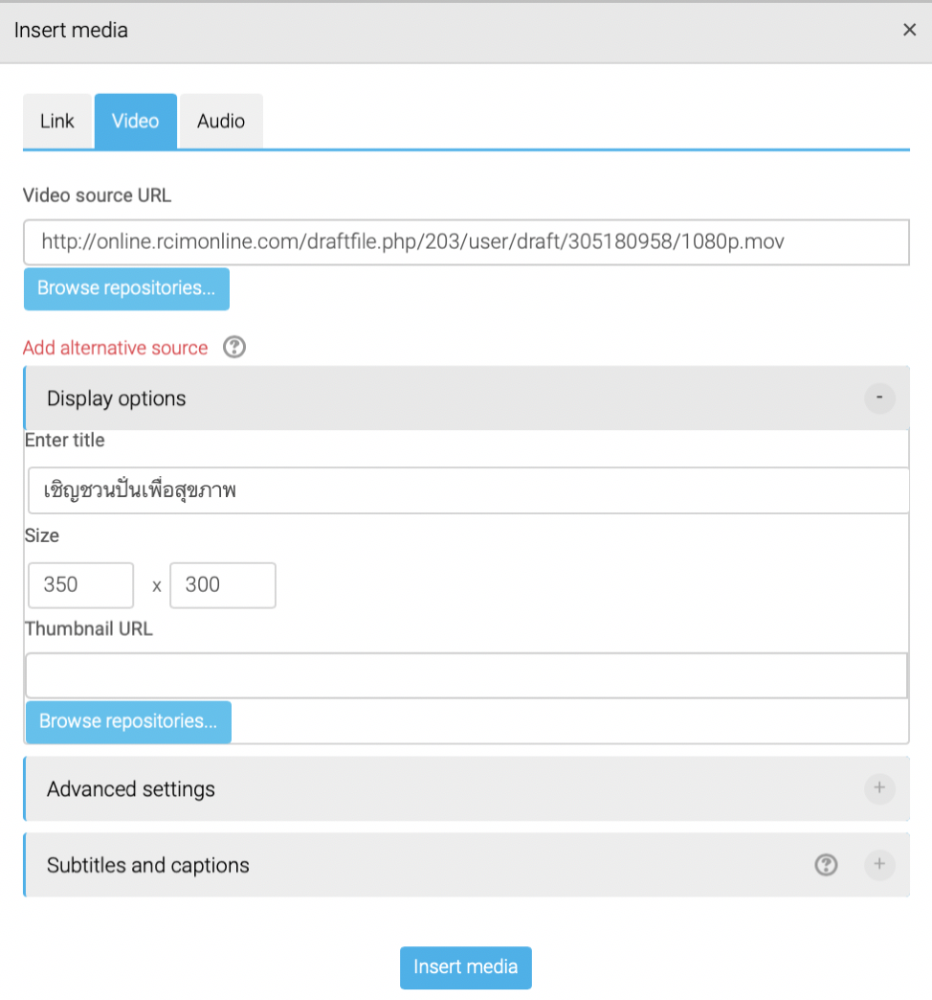 Insert media ×
Link Video Audio
Video source URL
http://online.rcimonline.com/draftfile.php/203/user/draft/305180958/1080p.mov
Browse repositories...
Add alternative source ?
Display options -
Enter title
เชิญชวนปั่นเพื่อสุขภาพ
Size
350 x 300
Thumbnail URL
Browse repositories...
Advanced settings +
Subtitles and captions ? +
Insert media